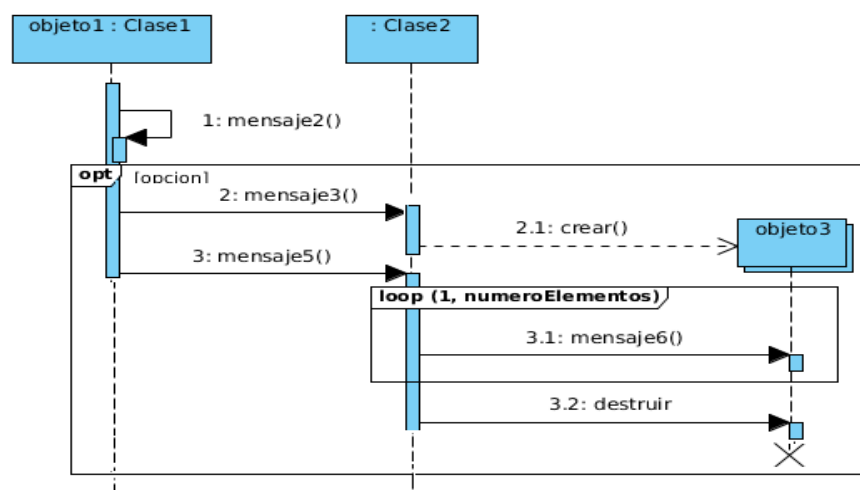 objeto1 : Clase1
: Clase2
1: mensaje2()
opt
[opcion]
2: mensaje3()
2.1: crear()
objeto3
3: mensaje5()
loop (1, numeroElementos)
3.1: mensaje6()
3.2: destruir